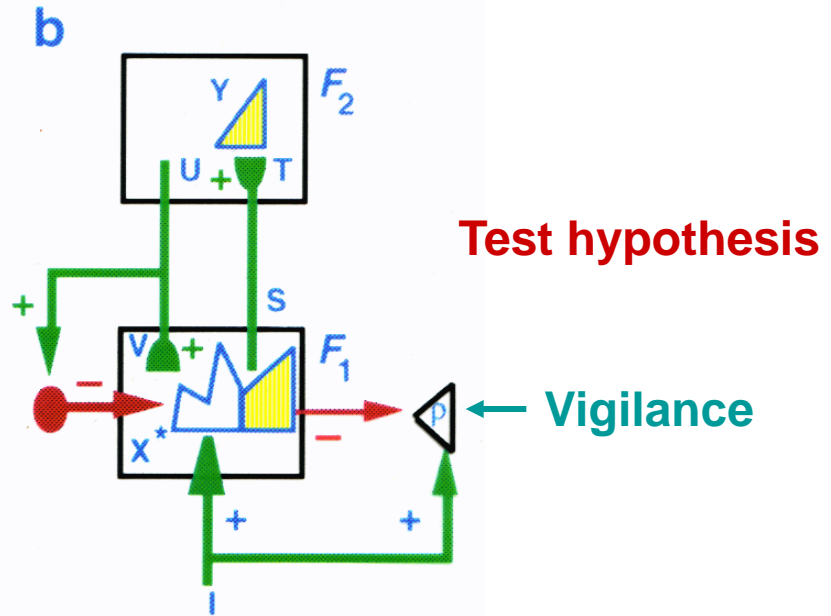 b
Y
F2
U + T
Test hypothesis
+
S
V + F1
−
p
Vigilance
X*
−
+ +
I